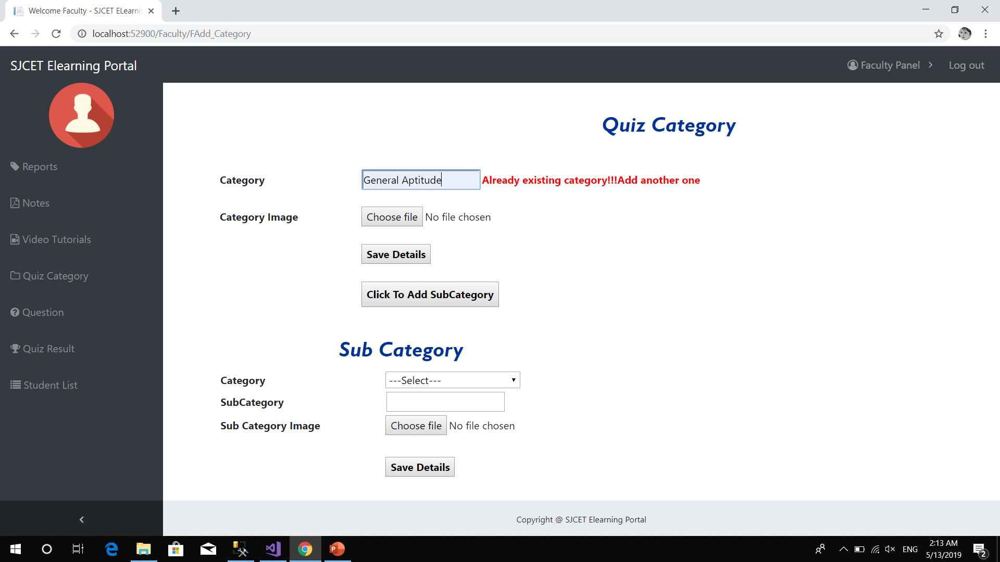 Welcome Faculty - SJCET ELearni
localhost:52900/Faculty/FAdd_Category
SJCET Elearning Portal
Faculty Panel
Log out
Reports
Notes
Video Tutorials
Quiz Category
Question
Quiz Result
Student List
Quiz Category
Category
General Aptitude
Already existing category!!!Add another one
Category Image
Choose file No file chosen
Save Details
Click To Add SubCategory
Sub Category
Category
---Select---
SubCategory
Sub Category Image
Choose file No file chosen
Save Details
Copyright @ SJCET Elearning Portal
ENG
2:13 AM
5/13/2019
2